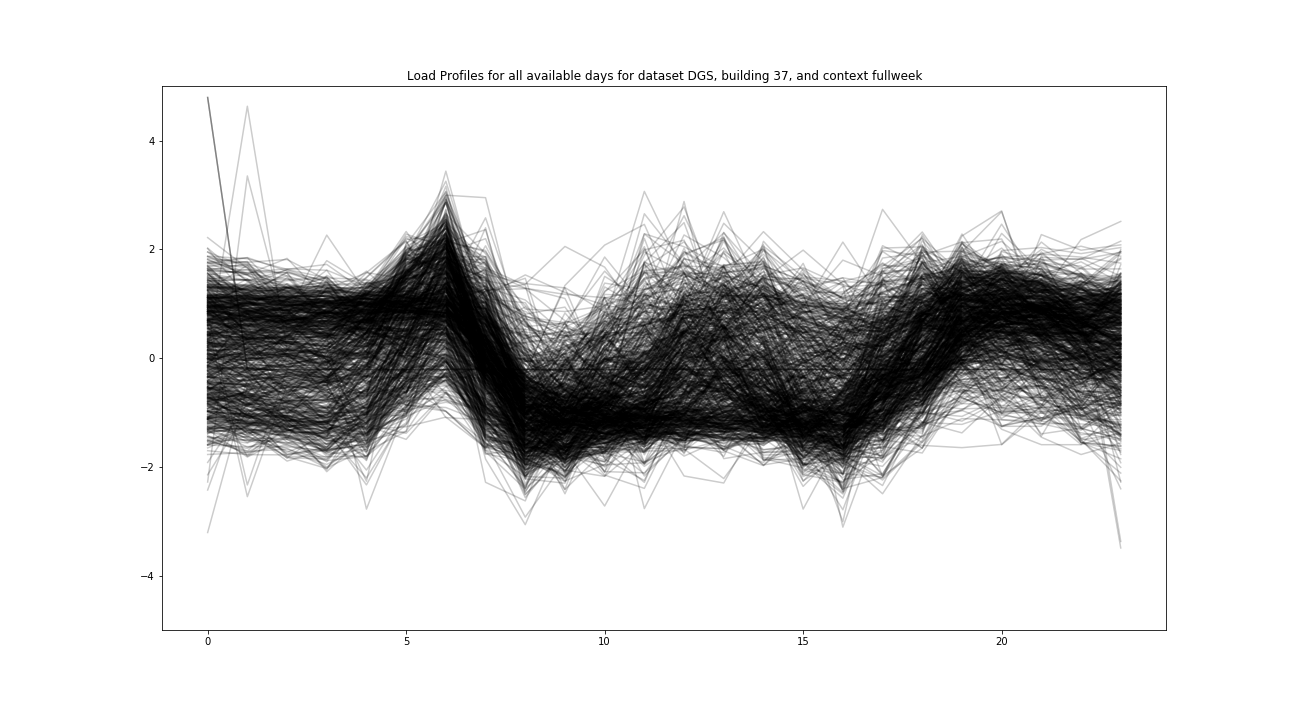 Load Profiles for all available days for dataset DGS, building 37, and context fullweek
4
2
0
−2
−4
0 5 10 15 20